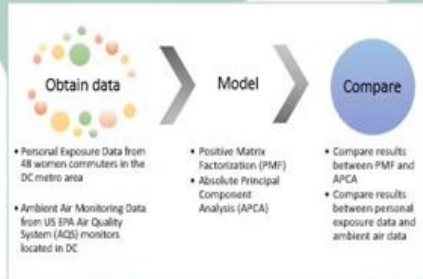 Obtain data
• Personal Exposure Data from
48 women commuters in the
DC metro area
• Ambient Air Monitoring Data
from US EPA Air Quality
System (AQS) monitors
located in DC
Model
• Positive Matrix
Factorization (PMF)
• Absolute Principal
Component
Analysis (APCA)
Compare
• Compare results
between PMF and
APCA
• Compare results
between personal
exposure data and
ambient air data